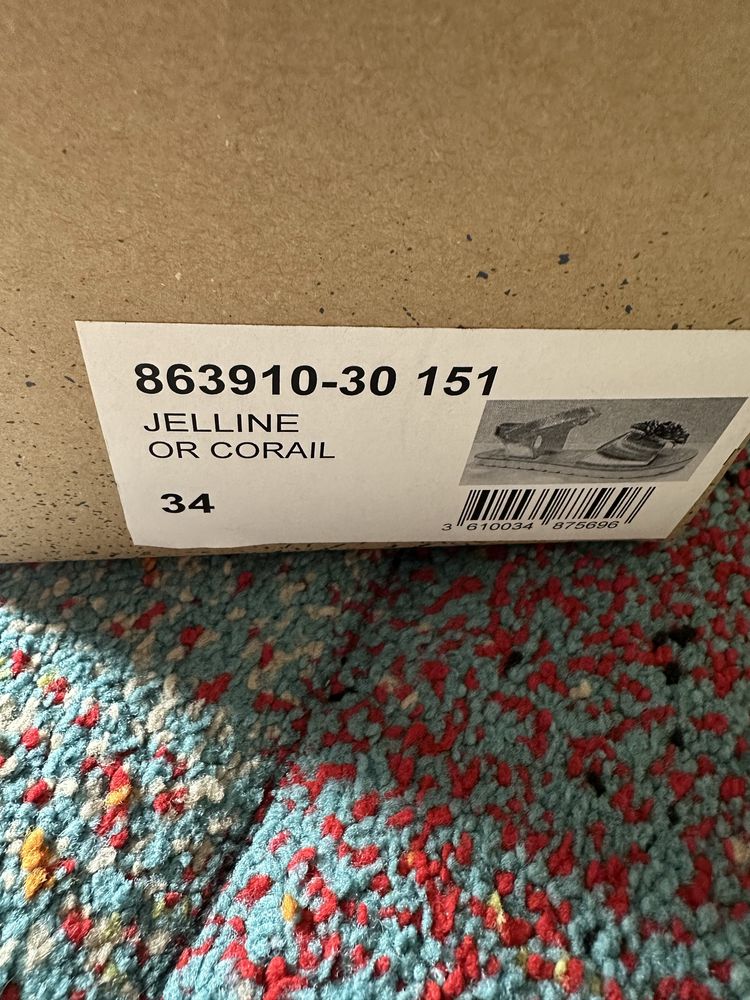 863910-30 151
JELLINE
OR CORAIL
34
3 610034 875696